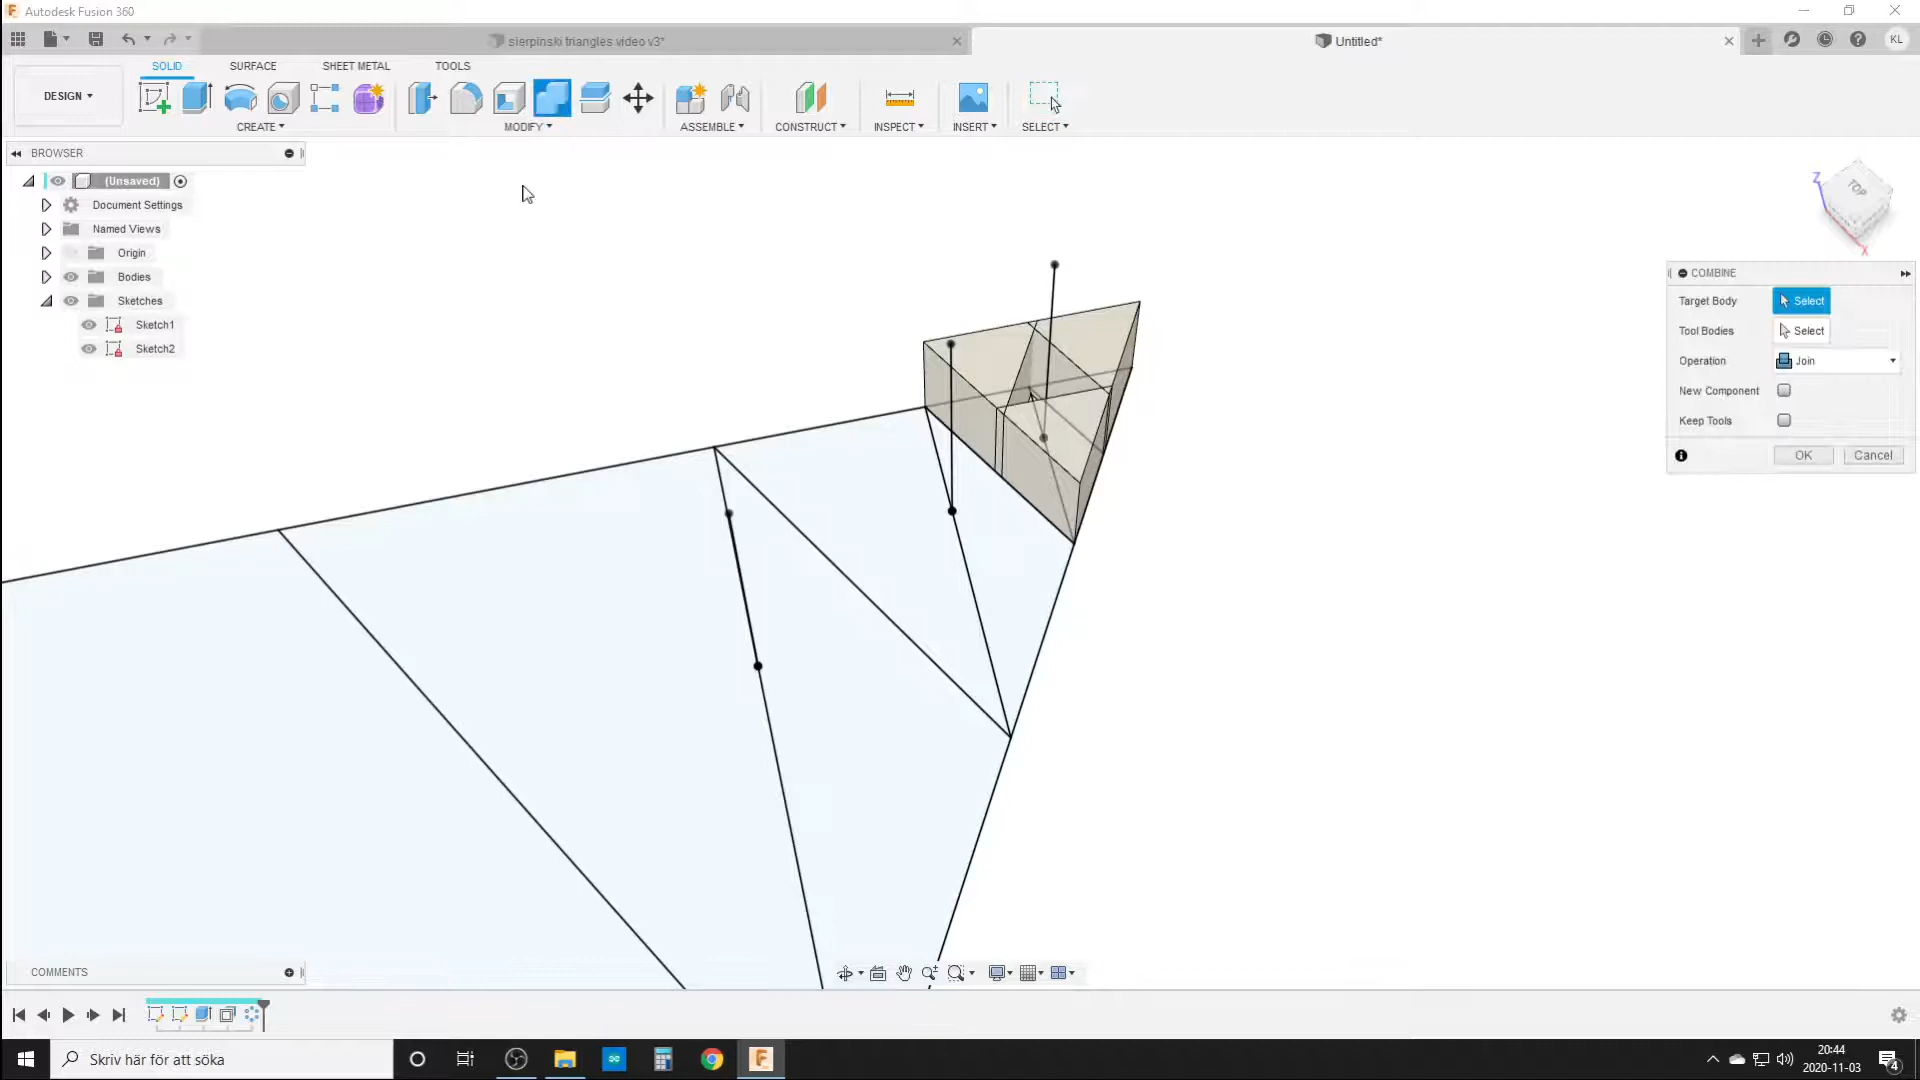 Autodesk Fusion 360
sierpinski triangles video v3*
Untitled*
KL
DESIGN
SOLID
SURFACE
SHEET METAL
TOOLS
CREATE
MODIFY
ASSEMBLE
CONSTRUCT
INSPECT
INSERT
SELECT
BROWSER
(Unsaved)
Document Settings
Named Views
Origin
Bodies
Sketches
Sketch1
Sketch2
Z
TOP
X
COMBINE
Target Body Select
Tool Bodies Select
Operation Join
New Component
Keep Tools
OK Cancel
COMMENTS
Skriv här för att söka
20:44
2020-11-03
4